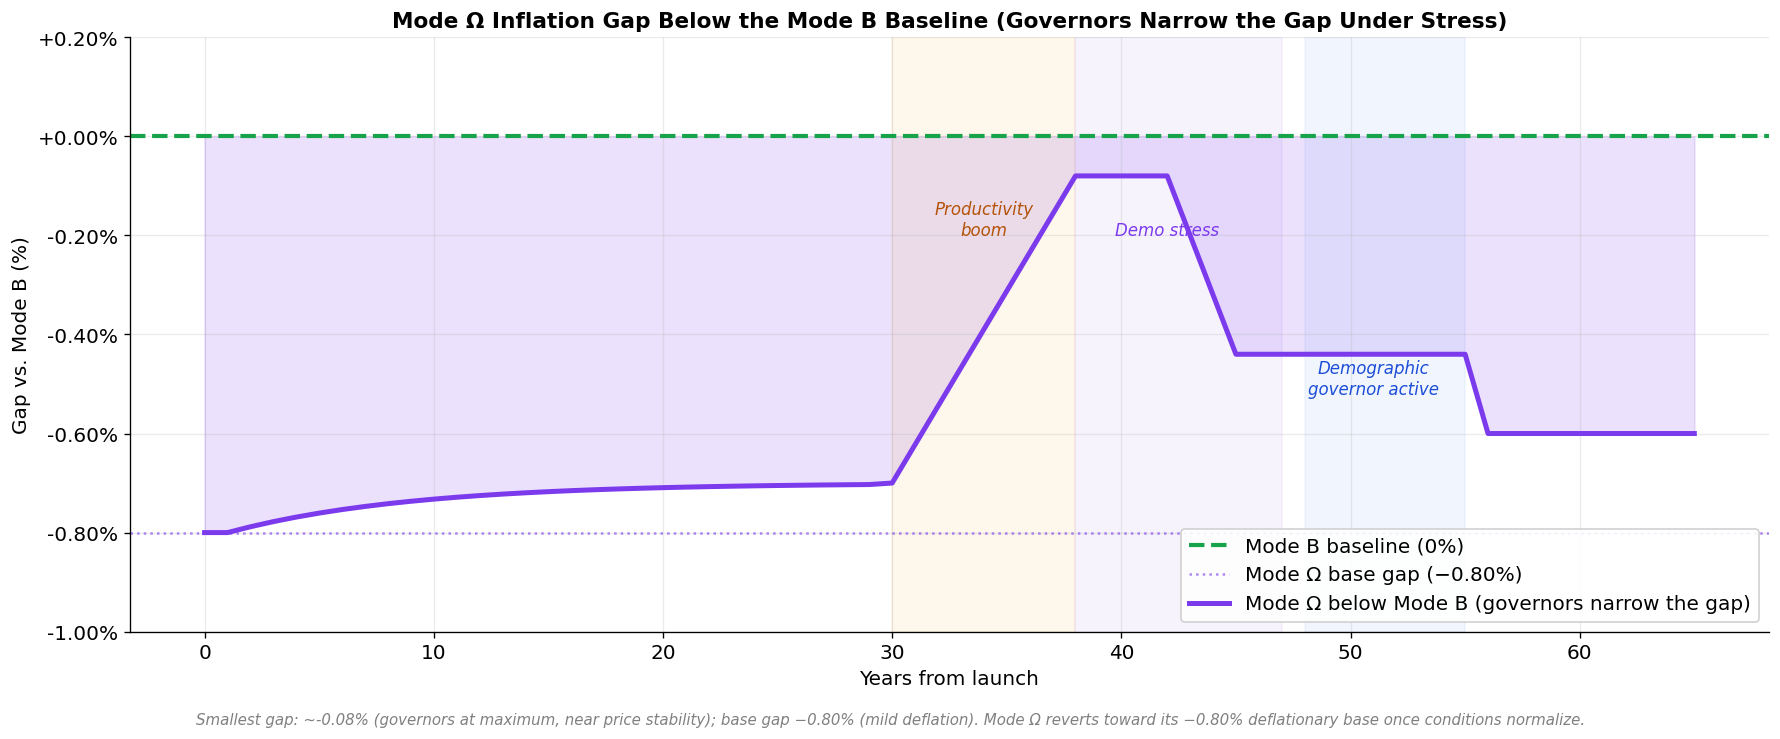 Mode Ω Inflation Gap Below the Mode B Baseline (Governors Narrow the Gap Under Stress)
+0.20%
+0.00%
-0.20%
-0.40%
-0.60%
-0.80%
-1.00%
Gap vs. Mode B (%)
Productivity
boom
Demo stress
Demographic
governor active
Mode B baseline (0%)
Mode Ω base gap (−0.80%)
Mode Ω below Mode B (governors narrow the gap)
0
10
20
30
40
50
60
Years from launch
Smallest gap: ~-0.08% (governors at maximum, near price stability); base gap −0.80% (mild deflation). Mode Ω reverts toward its −0.80% deflationary base once conditions normalize.